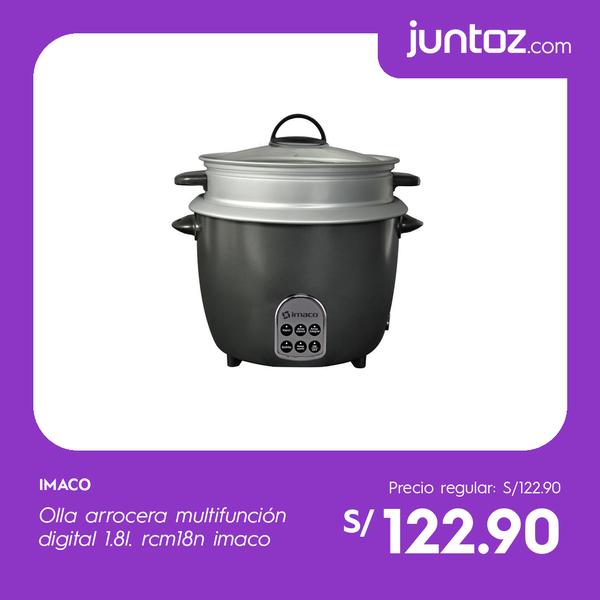 juntoz.com
imaco
IMACO
Olla arrocera multifunción
digital 1.8l. rcm18n imaco
Precio regular: S/122.90
S/122.90